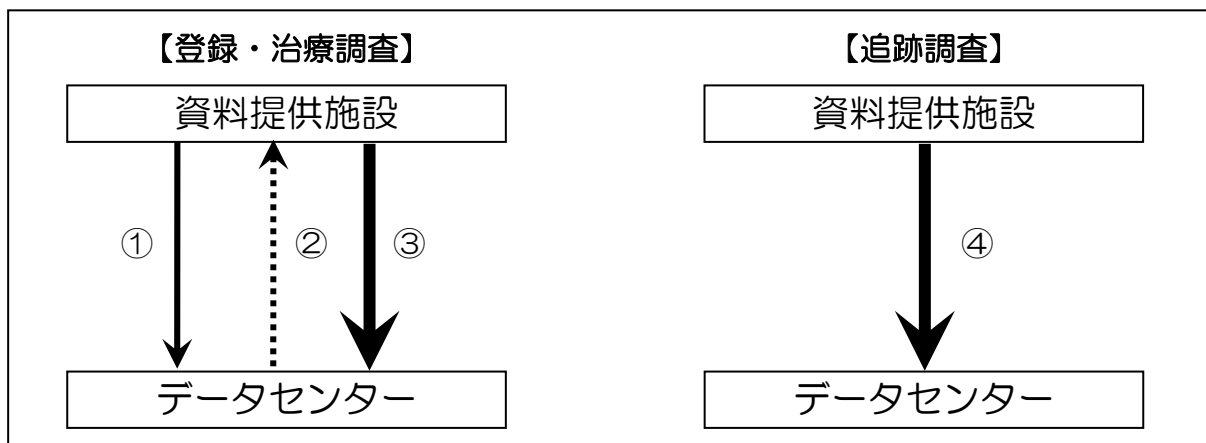 【登録・治療調査】
資料提供施設
①
②
③
データセンター
【追跡調査】
資料提供施設
④
データセンター